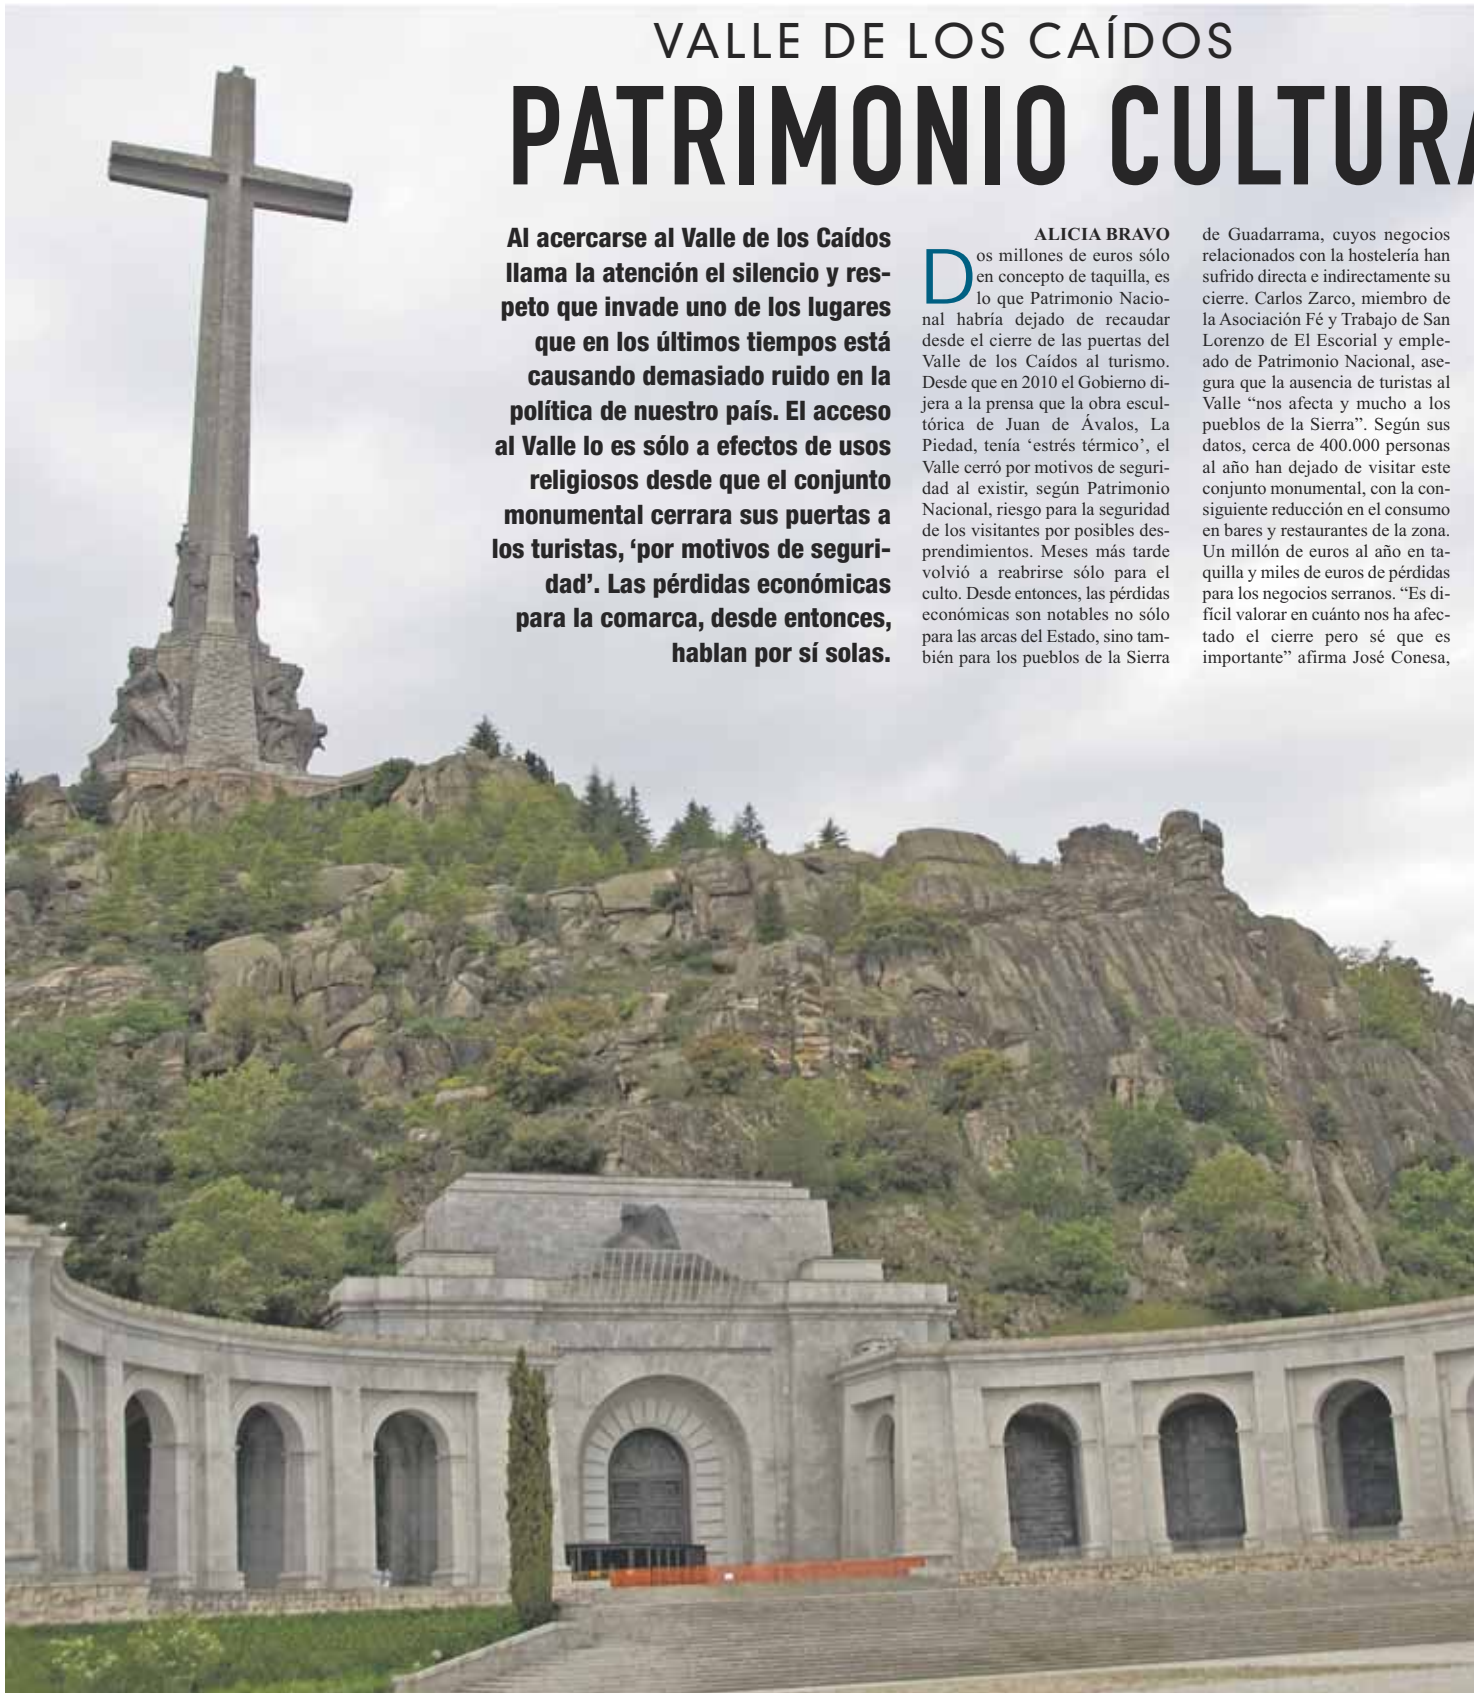 VALLE DE LOS CAÍDOS
PATRIMONIO CULTURA
Al acercarse al Valle de los Caídos
llama la atención el silencio y res-
peto que invade uno de los lugares
que en los últimos tiempos está
causando demasiado ruido en la
política de nuestro país. El acceso
al Valle lo es sólo a efectos de usos
religiosos desde que el conjunto
monumental cerrara sus puertas a
los turistas, ‘por motivos de seguri-
dad’. Las pérdidas económicas
para la comarca, desde entonces,
hablan por sí solas.
ALICIA BRAVO
Dos millones de euros sólo
en concepto de taquilla, es
lo que Patrimonio Nacio-
nal habría dejado de recaudar
desde el cierre de las puertas del
Valle de los Caídos al turismo.
Desde que en 2010 el Gobierno di-
jera a la prensa que la obra escul-
tórica de Juan de Ávalos, La
Piedad, tenía ‘estrés térmico’, el
Valle cerró por motivos de seguri-
dad al existir, según Patrimonio
Nacional, riesgo para la seguridad
de los visitantes por posibles des-
prendimientos. Meses más tarde
volvió a reabrirse sólo para el
culto. Desde entonces, las pérdidas
económicas son notables no sólo
para las arcas del Estado, sino tam-
bién para los pueblos de la Sierra
de Guadarrama, cuyos negocios
relacionados con la hostelería han
sufrido directa e indirectamente su
cierre. Carlos Zarco, miembro de
la Asociación Fé y Trabajo de San
Lorenzo de El Escorial y emple-
ado de Patrimonio Nacional, ase-
gura que la ausencia de turistas al
Valle “nos afecta y mucho a los
pueblos de la Sierra”. Según sus
datos, cerca de 400.000 personas
al año han dejado de visitar este
conjunto monumental, con la con-
siguiente reducción en el consumo
en bares y restaurantes de la zona.
Un millón de euros al año en ta-
quilla y miles de euros de pérdidas
para los negocios serranos. “Es di-
fícil valorar en cuánto nos ha afec-
tado el cierre pero sé que es
importante” afirma José Conesa,